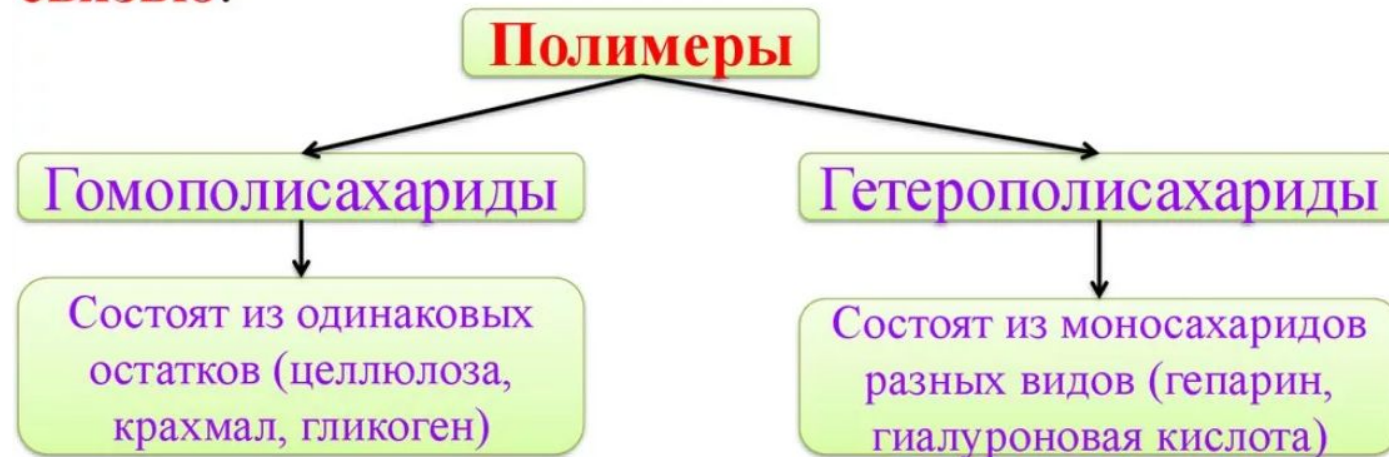 Полимеры
Гомополисахариды
Гетерополисахариды
Состоят из одинаковых
остатков (целлюлоза,
крахмал, гликоген)
Состоят из моносахаридов
разных видов (гепарин,
гиалуроновая кислота)